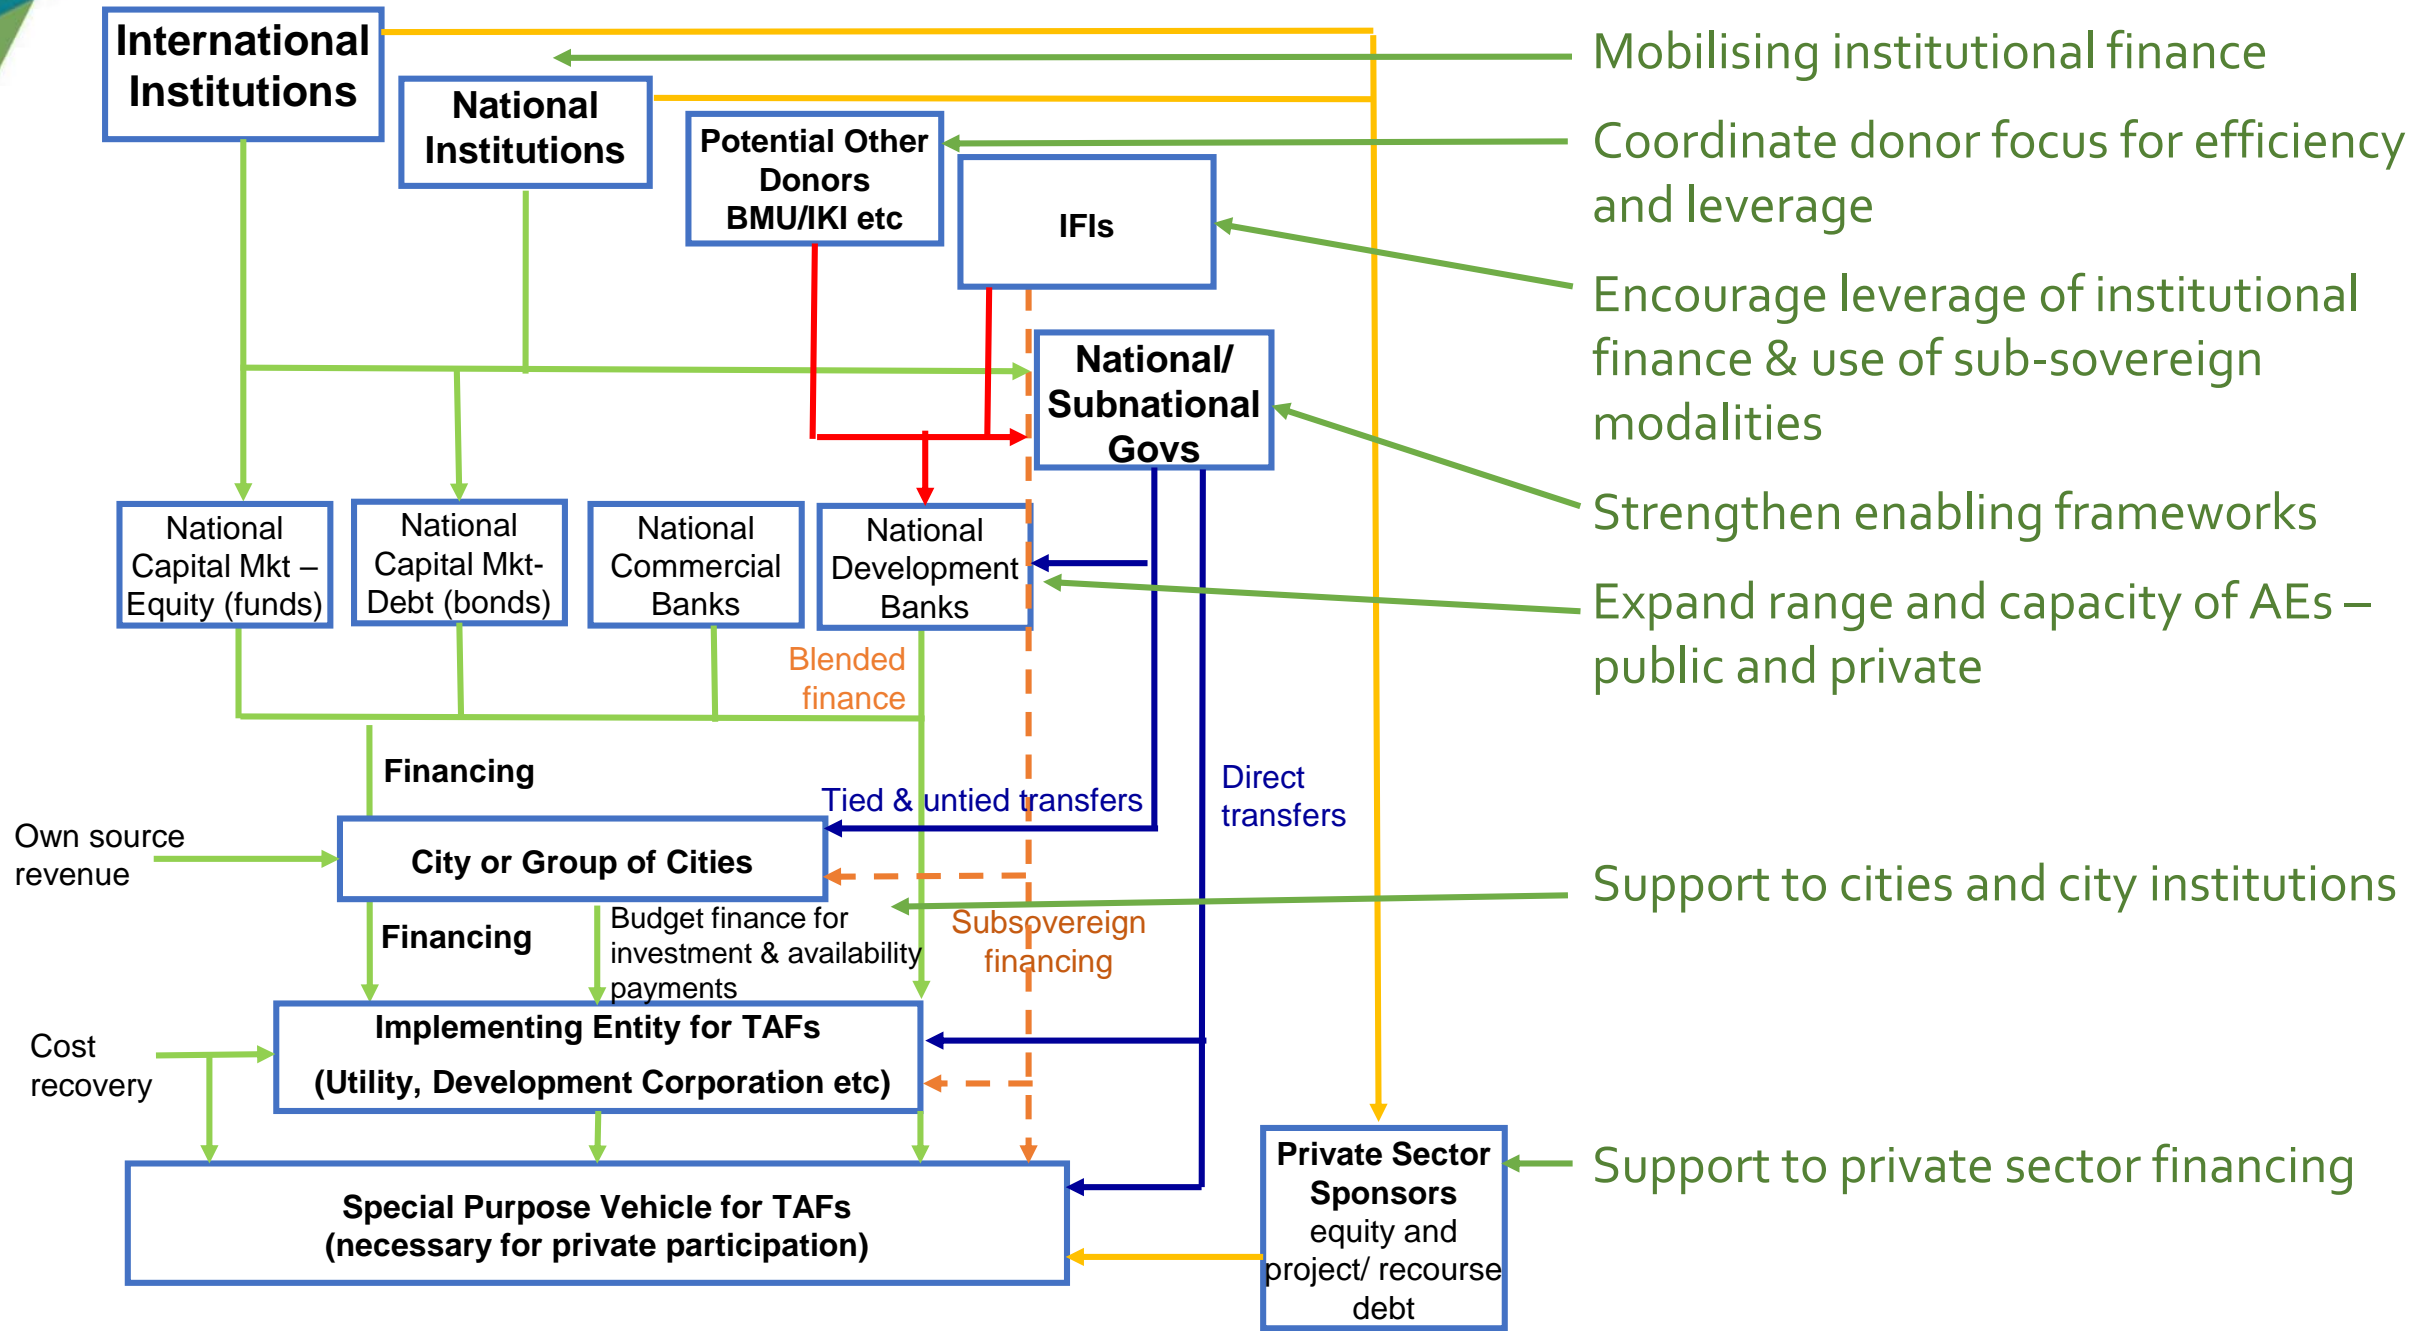 International
Institutions
National
Institutions
Potential Other
Donors
BMU/IKI etc
IFIs
National/
Subnational
Govs
National
Capital Mkt –
Equity (funds)
National
Capital Mkt-
Debt (bonds)
National
Commercial
Banks
National
Development
Banks
Blended
finance
Financing
Tied & untied transfers
Direct
transfers
Own source
revenue
City or Group of Cities
Financing
Budget finance for
investment & availability
payments
Subsovereign
financing
Cost
recovery
Implementing Entity for TAFs
(Utility, Development Corporation etc)
Special Purpose Vehicle for TAFs
(necessary for private participation)
Private Sector
Sponsors
equity and
project/ recourse
debt
Mobilising institutional finance
Coordinate donor focus for efficiency
and leverage
Encourage leverage of institutional
finance & use of sub-sovereign
modalities
Strengthen enabling frameworks
Expand range and capacity of AEs –
public and private
Support to cities and city institutions
Support to private sector financing